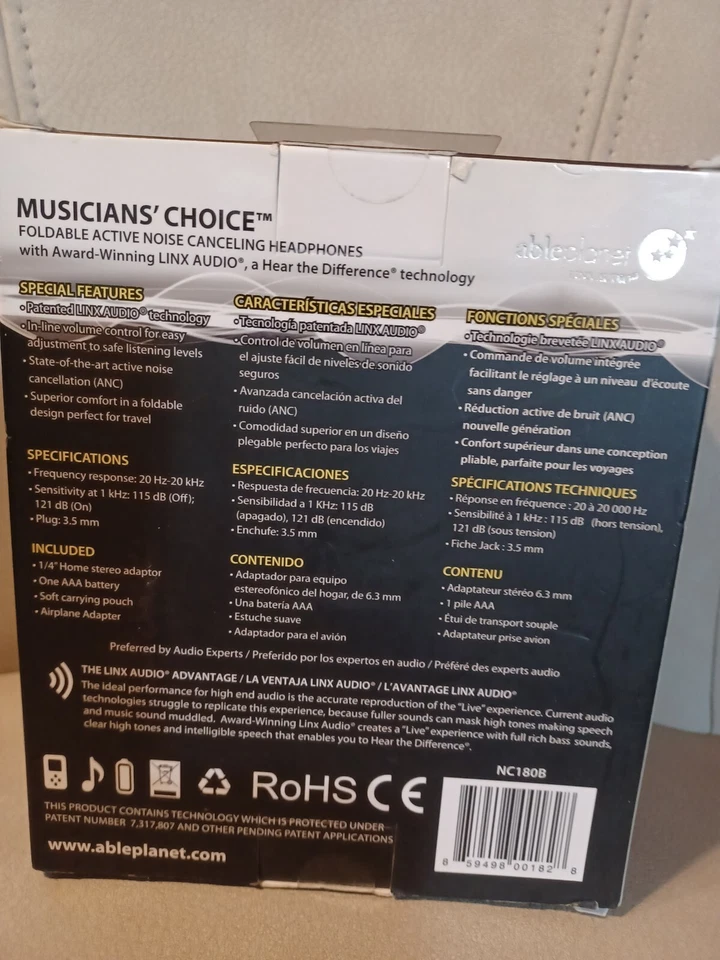 MUSICIANS' CHOICE™
FOLDABLE ACTIVE NOISE CANCELING HEADPHONES
with Award-Winning LINX AUDIO®, a Hear the Difference® technology
ableplanet
SPECIAL FEATURES
• Patented LINX AUDIO® technology
• In-line volume control for easy
adjustment to safe listening levels
• State-of-the-art active noise
cancellation (ANC)
• Superior comfort in a foldable
design perfect for travel
SPECIFICATIONS
• Frequency response: 20 Hz-20 kHz
• Sensitivity at 1 kHz: 115 dB (Off);
121 dB (On)
• Plug: 3.5 mm
INCLUDED
• 1/4" Home stereo adaptor
• One AAA battery
• Soft carrying pouch
• Airplane Adapter
CARACTERÍSTICAS ESPECIALES
• Tecnología patentada LINX AUDIO®
• Control de volumen en línea para
el ajuste fácil de niveles de sonido
seguros
• Avanzada cancelación activa del
ruido (ANC)
• Comodidad superior en un diseño
plegable perfecto para los viajes
ESPECIFICACIONES
• Respuesta de frecuencia: 20 Hz-20 kHz
• Sensibilidad a 1 KHz: 115 dB
(apagado), 121 dB (encendido)
• Enchufe: 3.5 mm
CONTENIDO
• Adaptador para equipo
estereofónico del hogar, de 6.3 mm
• Una batería AAA
• Estuche suave
• Adaptador para el avión
FONCTIONS SPÉCIALES
• Technologie brevetée LINX AUDIO®
• Commande de volume intégrée
facilitant le réglage à un niveau d'écoute
sans danger
• Réduction active de bruit (ANC)
nouvelle génération
• Confort supérieur dans une conception
pliable, parfaite pour les voyages
SPÉCIFICATIONS TECHNIQUES
• Réponse en fréquence : 20 à 20 000 Hz
• Sensibilité à 1 kHz : 115 dB (hors tension),
121 dB (sous tension)
• Fiche Jack : 3.5 mm
CONTENU
• Adaptateur stéréo 6.3 mm
• 1 pile AAA
• Étui de transport souple
• Adaptateur prise avion
Preferred by Audio Experts / Preferido por los expertos en audio / Préféré des experts audio
THE LINX AUDIO® ADVANTAGE / LA VENTAJA LINX AUDIO® / L'AVANTAGE LINX AUDIO®
The ideal performance for high end audio is the accurate reproduction of the "Live" experience. Current audio
technologies struggle to replicate this experience, because fuller sounds can mask high tones making speech
and music sound muddled. Award-Winning Linx Audio® creates a "Live" experience with full rich bass sounds,
clear high tones and intelligible speech that enables you to Hear the Difference®.
RoHS CE
NC180B
THIS PRODUCT CONTAINS TECHNOLOGY WHICH IS PROTECTED UNDER
PATENT NUMBER 7,317,807 AND OTHER PENDING PATENT APPLICATIONS
www.ableplanet.com
8 59498 00182 8